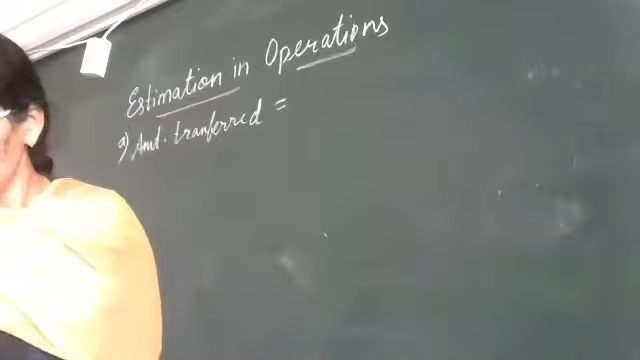 Estimation in Operations
a) Amt. tranferred =